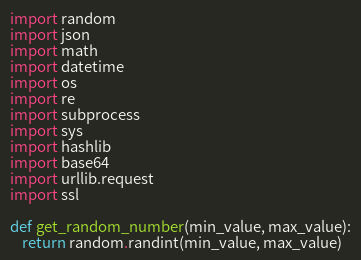 import random
import json
import math
import datetime
import os
import re
import subprocess
import sys
import hashlib
import base64
import urllib.request
import ssl

def get_random_number(min_value, max_value):
    return random.randint(min_value, max_value)